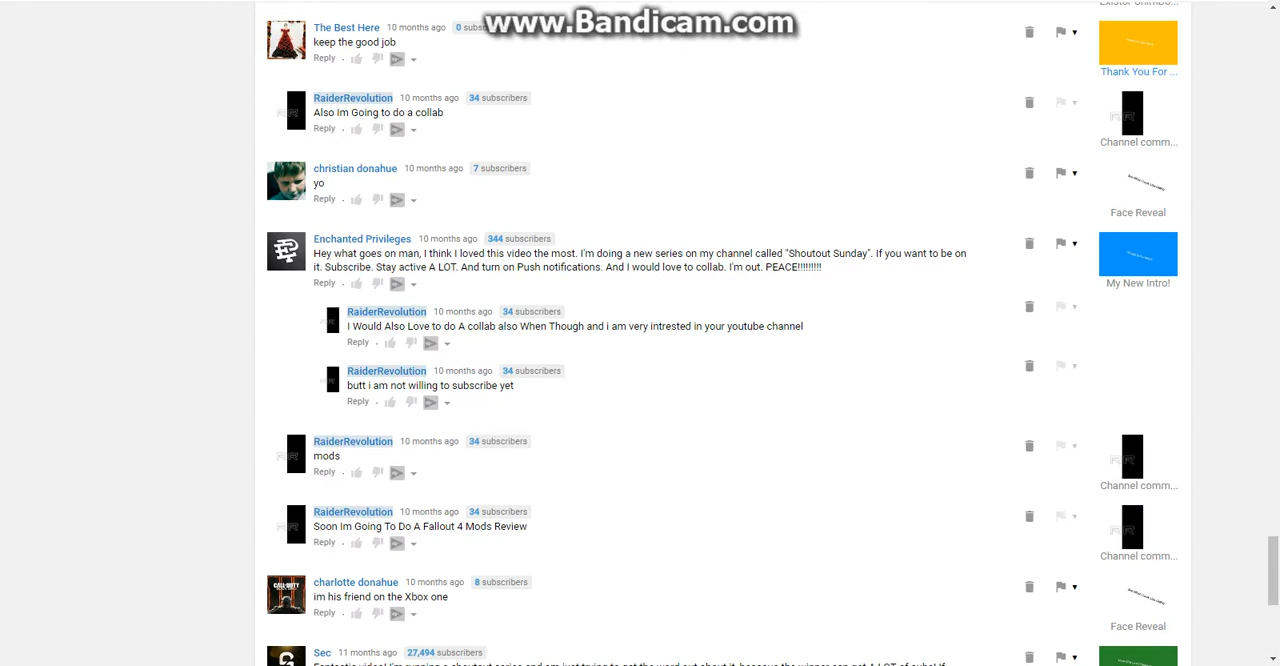 www.Bandicam.com
The Best Here 10 months ago 0
keep the good job
Reply
Thank You For ...
RaiderRevolution 10 months ago 34 subscribers
Also Im Going to do a collab
Reply
Channel comm...
christian donahue 10 months ago 7 subscribers
yo
Reply
Face Reveal
Enchanted Privileges 10 months ago 344 subscribers
Hey what goes on man, I think I loved this video the most. I'm doing a new series on my channel called "Shoutout Sunday". If you want to be on
it. Subscribe. Stay active A LOT. And turn on Push notifications. And I would love to collab. I'm out. PEACE!!!!!!!!!
Reply
My New Intro!
RaiderRevolution 10 months ago 34 subscribers
I Would Also Love to do A collab also When Though and i am very intrested in your youtube channel
Reply
RaiderRevolution 10 months ago 34 subscribers
butt i am not willing to subscribe yet
Reply
RaiderRevolution 10 months ago 34 subscribers
mods
Reply
Channel comm...
RaiderRevolution 10 months ago 34 subscribers
Soon Im Going To Do A Fallout 4 Mods Review
Reply
Channel comm...
charlotte donahue 10 months ago 8 subscribers
im his friend on the Xbox one
Reply
Face Reveal
Sec 11 months ago 27,494 subscribers